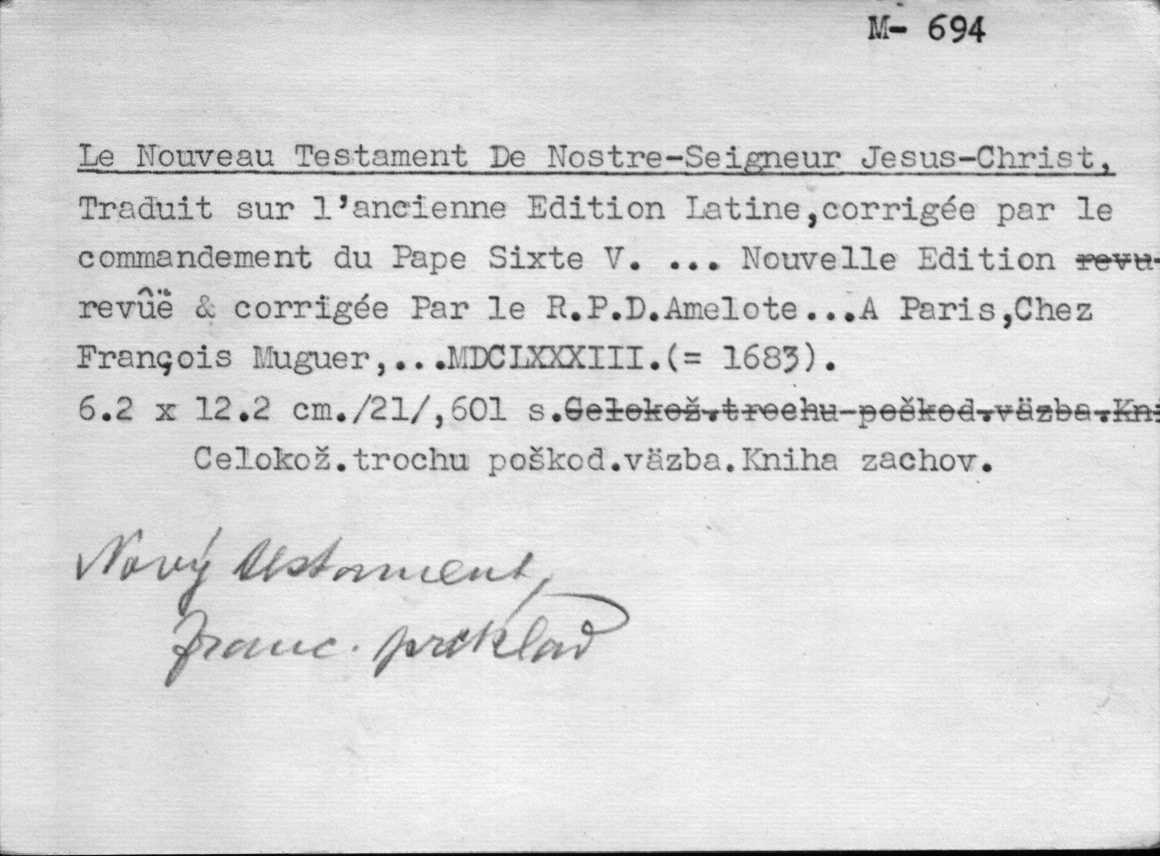 M- 694
Le Nouveau Testament De Nostre-Seigneur Jesus-Christ,
Traduit sur l'ancienne Edition Latine,corrigée par le
commandement du Pape Sixte V. ... Nouvelle Edition revu-
revûë & corrigée Par le R.P.D.Amelote...A Paris,Chez
François Muguer,...MDCLXXXIII.(= 1683).
6.2 x 12.2 cm./21/,601 s.Celokož.trochu poškod.väzba.Kni
Celokož.trochu poškod.väzba.Kniha zachov.
Nový testament,
franc. preklad